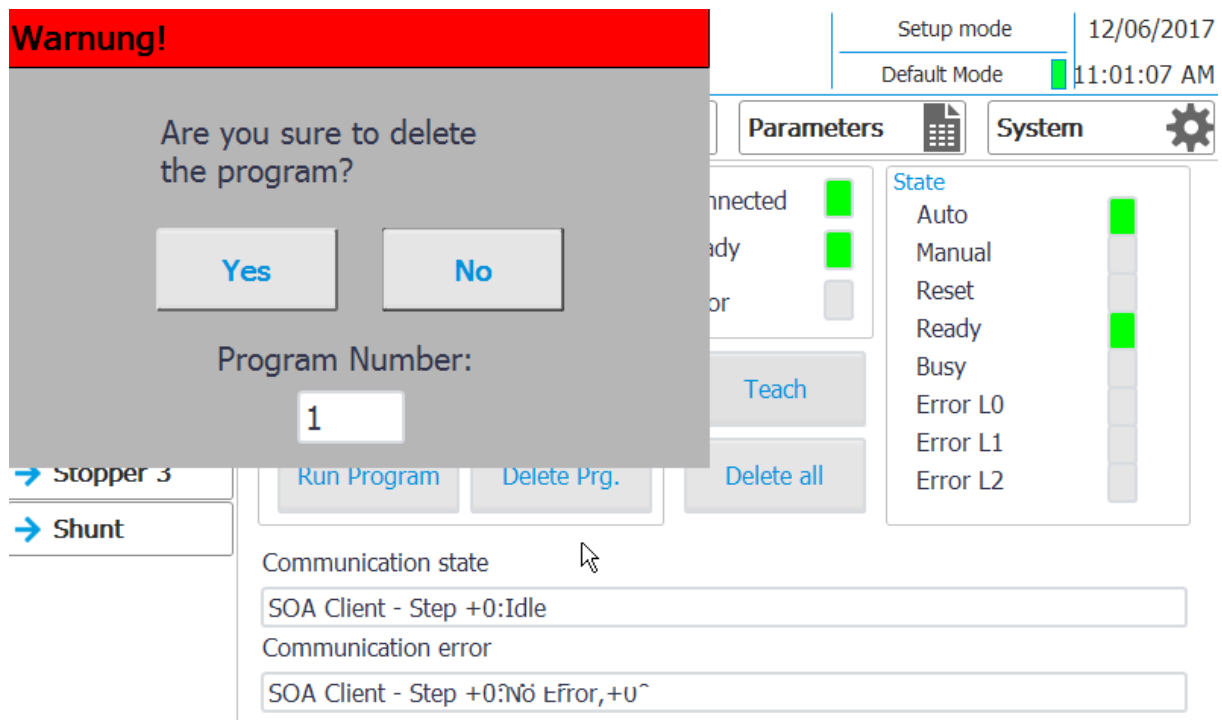 Warnung!
Are you sure to delete
the program?
Yes
No
Program Number:
1
Setup mode
12/06/2017
Default Mode
11:01:07 AM
Parameters
System
State
Auto
Manual
Reset
Ready
Busy
Error L0
Error L1
Error L2
Teach
Run Program
Delete Prg.
Delete all
Stopper 3
Shunt
Communication state
SOA Client - Step +0:Idle
Communication error
SOA Client - Step